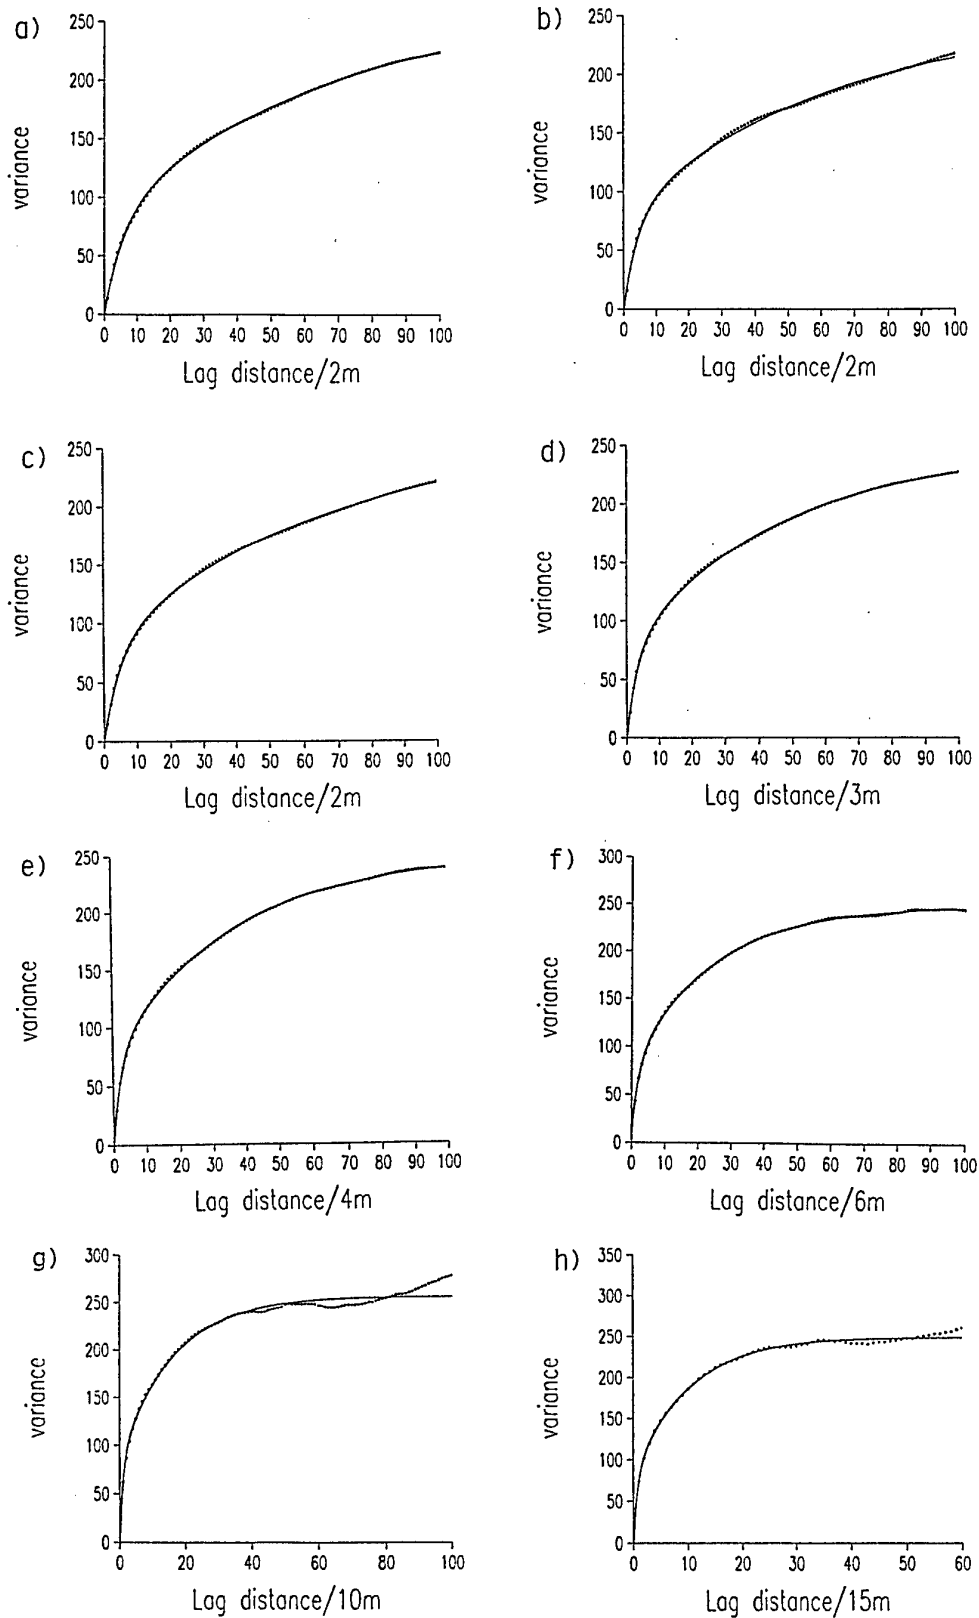 a)
250
200
150
100
50
0
variance
0 10 20 30 40 50 60 70 80 90 100
Lag distance/2m
b)
250
200
150
100
50
0
variance
0 10 20 30 40 50 60 70 80 90 100
Lag distance/2m
c)
250
200
150
100
50
0
variance
0 10 20 30 40 50 60 70 80 90 100
Lag distance/2m
d)
250
200
150
100
50
0
variance
0 10 20 30 40 50 60 70 80 90 100
Lag distance/3m
e)
250
200
150
100
50
0
variance
0 10 20 30 40 50 60 70 80 90 100
Lag distance/4m
f)
300
250
200
150
100
50
0
variance
0 10 20 30 40 50 60 70 80 90 100
Lag distance/6m
g)
300
250
200
150
100
50
0
variance
0 20 40 60 80 100
Lag distance/10m
h)
350
300
250
200
150
100
50
0
variance
0 10 20 30 40 50 60
Lag distance/15m